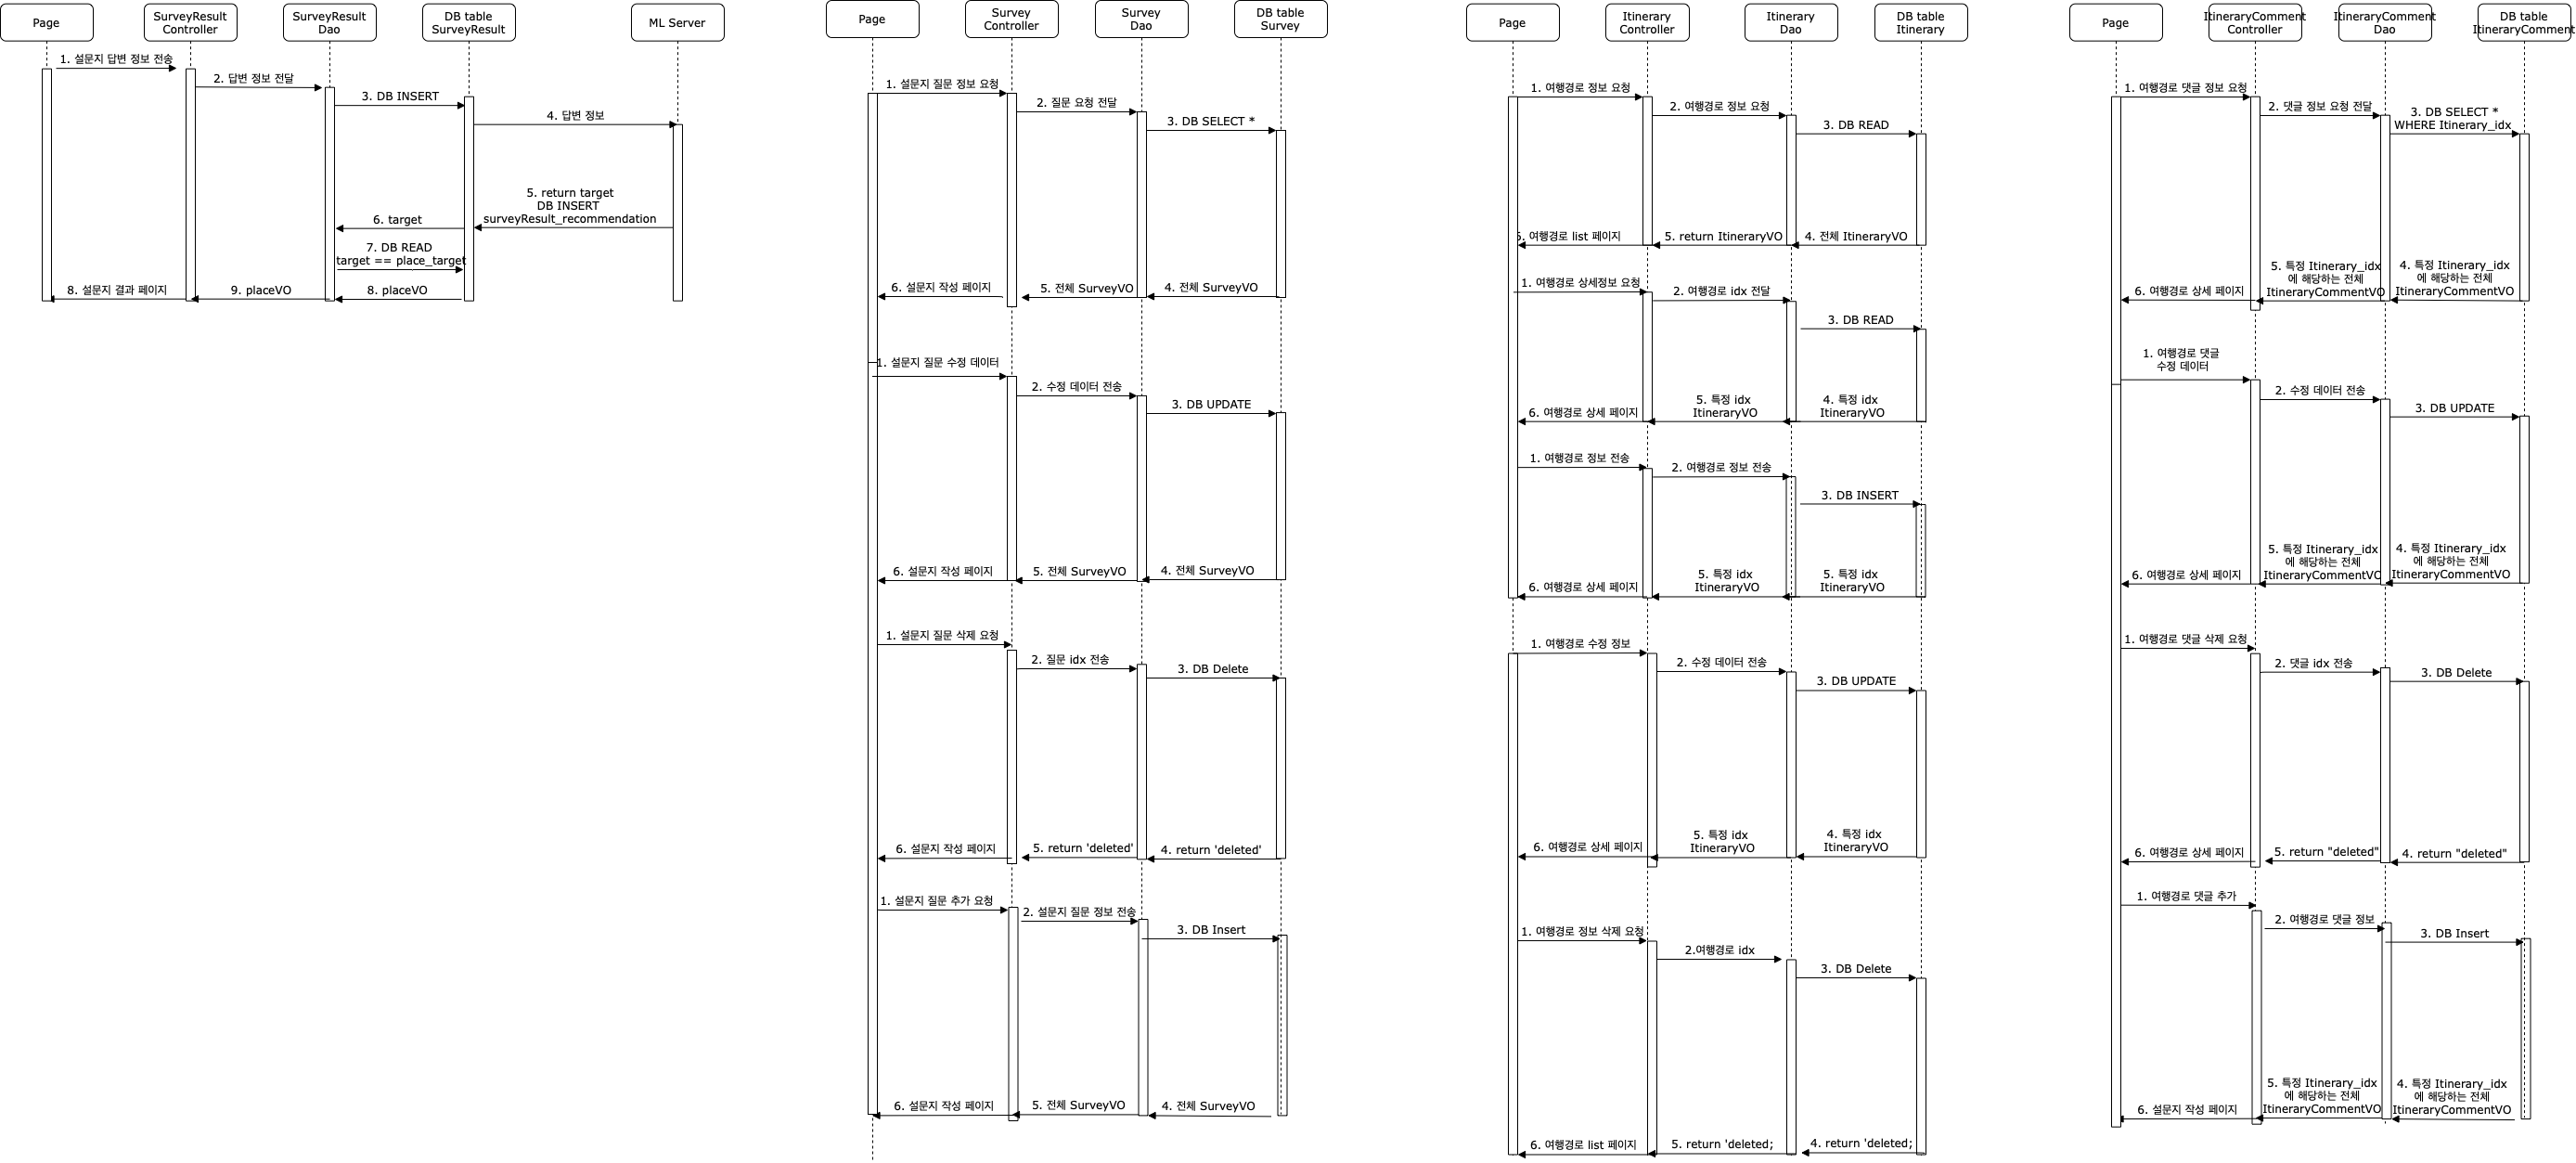 Page
SurveyResult
Controller
SurveyResult
Dao
DB table
SurveyResult
ML Server
1. 설문지 답변 정보 전송
2. 답변 정보 전달
3. DB INSERT
4. 답변 정보
5. return target
DB INSERT
surveyResult_recommendation
6. target
7. DB READ
target == place_target
8. placeVO
9. placeVO
8. 설문지 결과 페이지
Page
Survey
Controller
Survey
Dao
DB table
Survey
1. 설문지 질문 정보 요청
2. 질문 요청 전달
3. DB SELECT *
4. 전체 SurveyVO
5. 전체 SurveyVO
6. 설문지 작성 페이지
1. 설문지 질문 수정 데이터
2. 수정 데이터 전송
3. DB UPDATE
4. 전체 SurveyVO
5. 전체 SurveyVO
6. 설문지 작성 페이지
1. 설문지 질문 삭제 요청
2. 질문 idx 전송
3. DB Delete
4. return 'deleted'
5. return 'deleted'
6. 설문지 작성 페이지
1. 설문지 질문 추가 요청
2. 설문지 질문 정보 전송
3. DB Insert
4. 전체 SurveyVO
5. 전체 SurveyVO
6. 설문지 작성 페이지
Page
Itinerary
Controller
Itinerary
Dao
DB table
Itinerary
1. 여행경로 정보 요청
2. 여행경로 정보 요청
3. DB READ
4. 전체 ItineraryVO
5. return ItineraryVO
6. 여행경로 list 페이지
1. 여행경로 상세정보 요청
2. 여행경로 idx 전달
3. DB READ
4. 특정 idx
ItineraryVO
5. 특정 idx
ItineraryVO
6. 여행경로 상세 페이지
1. 여행경로 정보 전송
2. 여행경로 정보 전송
3. DB INSERT
5. 특정 idx
ItineraryVO
5. 특정 idx
ItineraryVO
6. 여행경로 상세 페이지
1. 여행경로 수정 정보
2. 수정 데이터 전송
3. DB UPDATE
4. 특정 idx
ItineraryVO
5. 특정 idx
ItineraryVO
6. 여행경로 상세 페이지
1. 여행경로 정보 삭제 요청
2.여행경로 idx
3. DB Delete
4. return 'deleted;
5. return 'deleted;
6. 여행경로 list 페이지
Page
ItineraryComment
Controller
ItineraryComment
Dao
DB table
ItineraryComment
1. 여행경로 댓글 정보 요청
2. 댓글 정보 요청 전달
3. DB SELECT *
WHERE Itinerary_idx
4. 특정 Itinerary_idx
에 해당하는 전체
ItineraryCommentVO
5. 특정 Itinerary_idx
에 해당하는 전체
ItineraryCommentVO
6. 여행경로 상세 페이지
1. 여행경로 댓글
수정 데이터
2. 수정 데이터 전송
3. DB UPDATE
4. 특정 Itinerary_idx
에 해당하는 전체
ItineraryCommentVO
5. 특정 Itinerary_idx
에 해당하는 전체
ItineraryCommentVO
6. 여행경로 상세 페이지
1. 여행경로 댓글 삭제 요청
2. 댓글 idx 전송
3. DB Delete
4. return "deleted"
5. return "deleted"
6. 여행경로 상세 페이지
1. 여행경로 댓글 추가
2. 여행경로 댓글 정보
3. DB Insert
4. 특정 Itinerary_idx
에 해당하는 전체
ItineraryCommentVO
5. 특정 Itinerary_idx
에 해당하는 전체
ItineraryCommentVO
6. 설문지 작성 페이지